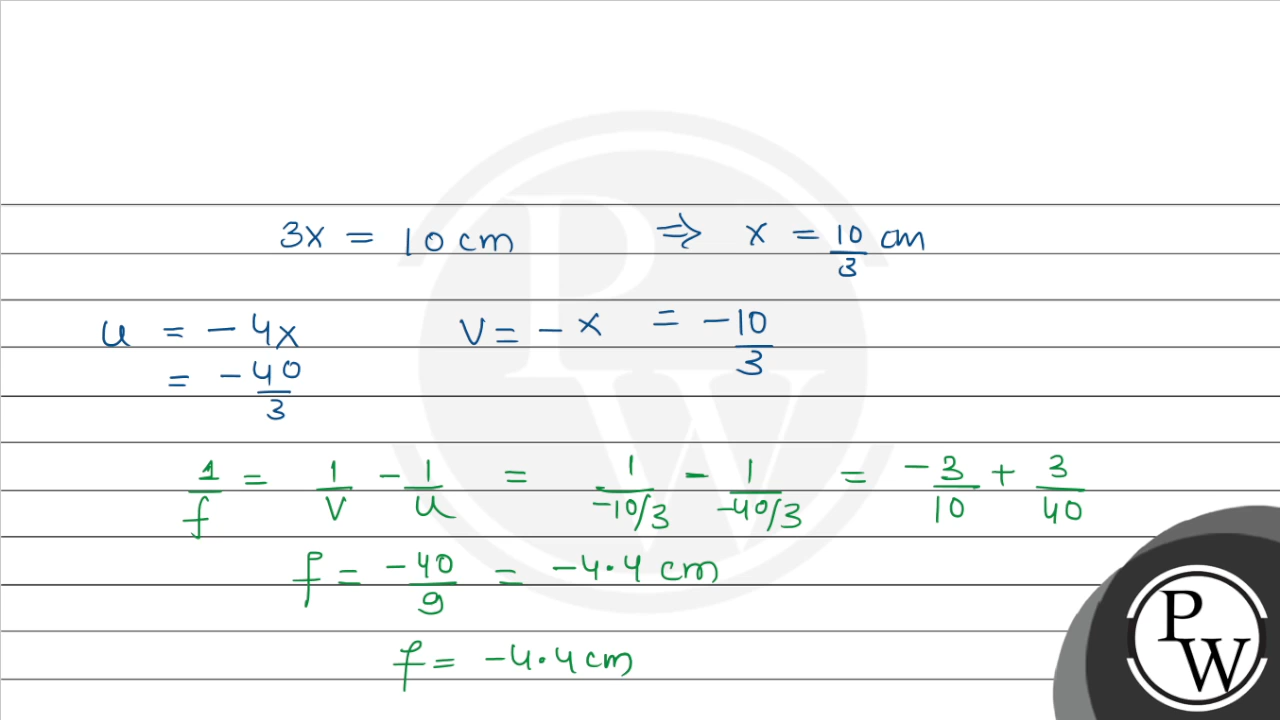 3x = 10 cm ⇒ x = 10/3 cm
u = -4x V = -x = -10/3
= -40/3
1/f = 1/V - 1/u = 1/(-10/3) - 1/(-40/3) = -3/10 + 3/40
f = -40/9 = -4.4 cm
f = -4.4 cm
PW
PW